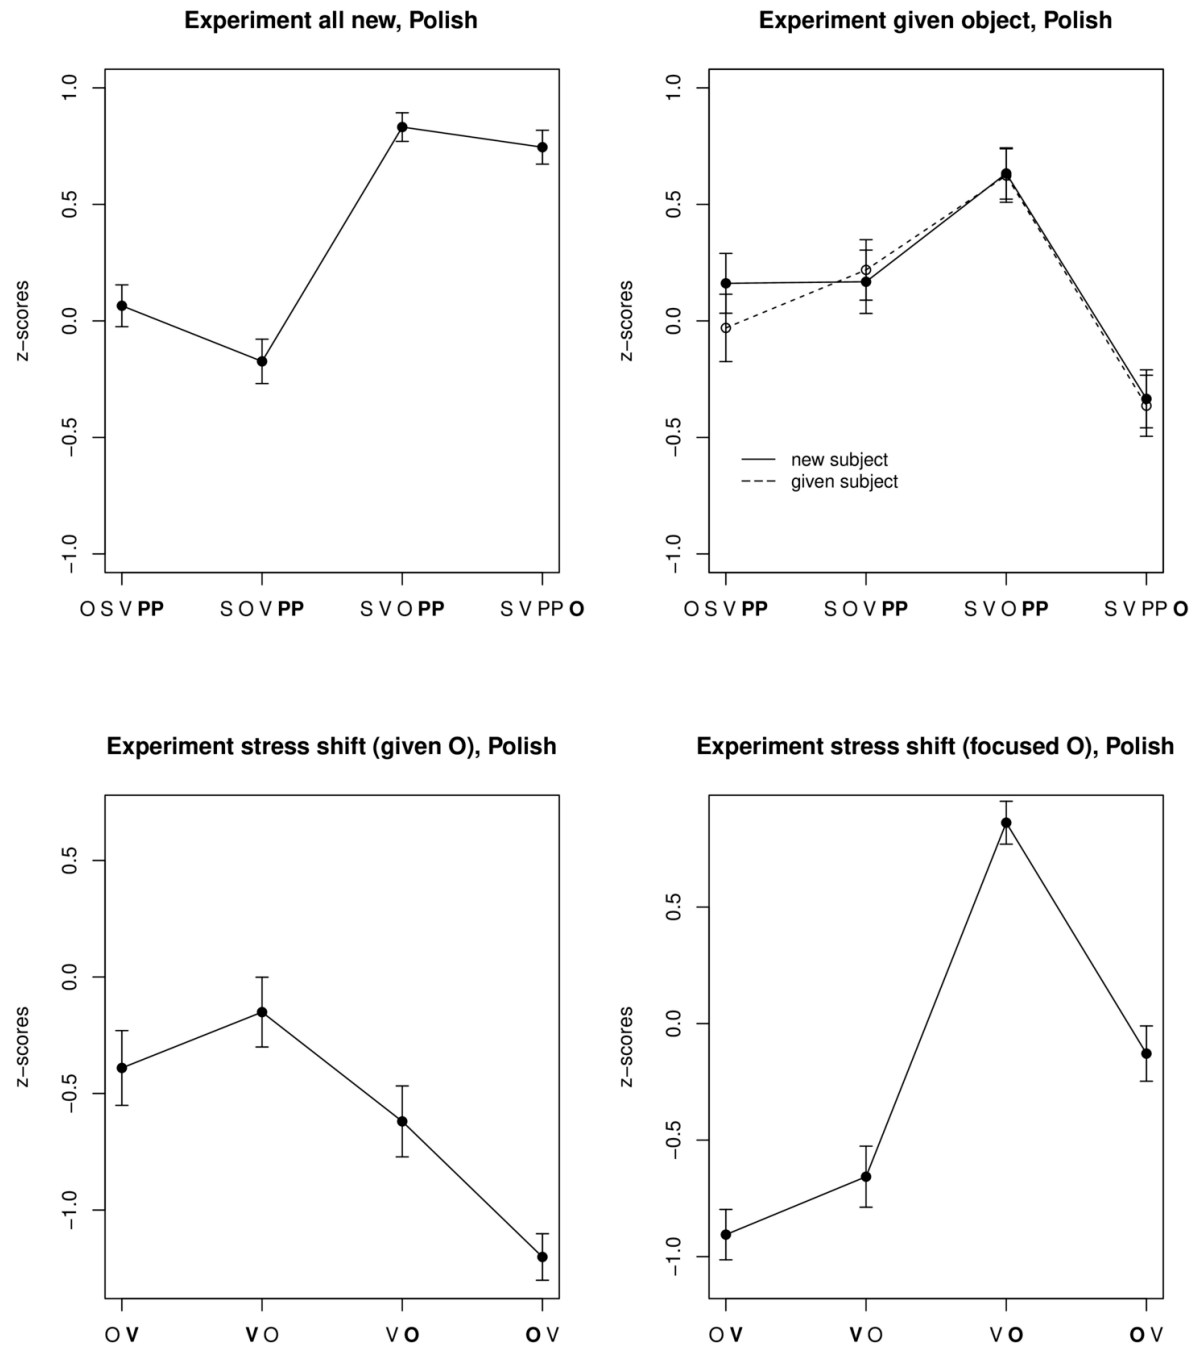 Experiment all new, Polish
z−scores
1.0
0.5
0.0
−0.5
−1.0
O S V PP
S O V PP
S V O PP
S V PP O
Experiment given object, Polish
z−scores
1.0
0.5
0.0
−0.5
−1.0
new subject
given subject
O S V PP
S O V PP
S V O PP
S V PP O
Experiment stress shift (given O), Polish
z−scores
0.5
0.0
−0.5
−1.0
O V
V O
V O
O V
Experiment stress shift (focused O), Polish
z−scores
0.5
0.0
−0.5
−1.0
O V
V O
V O
O V